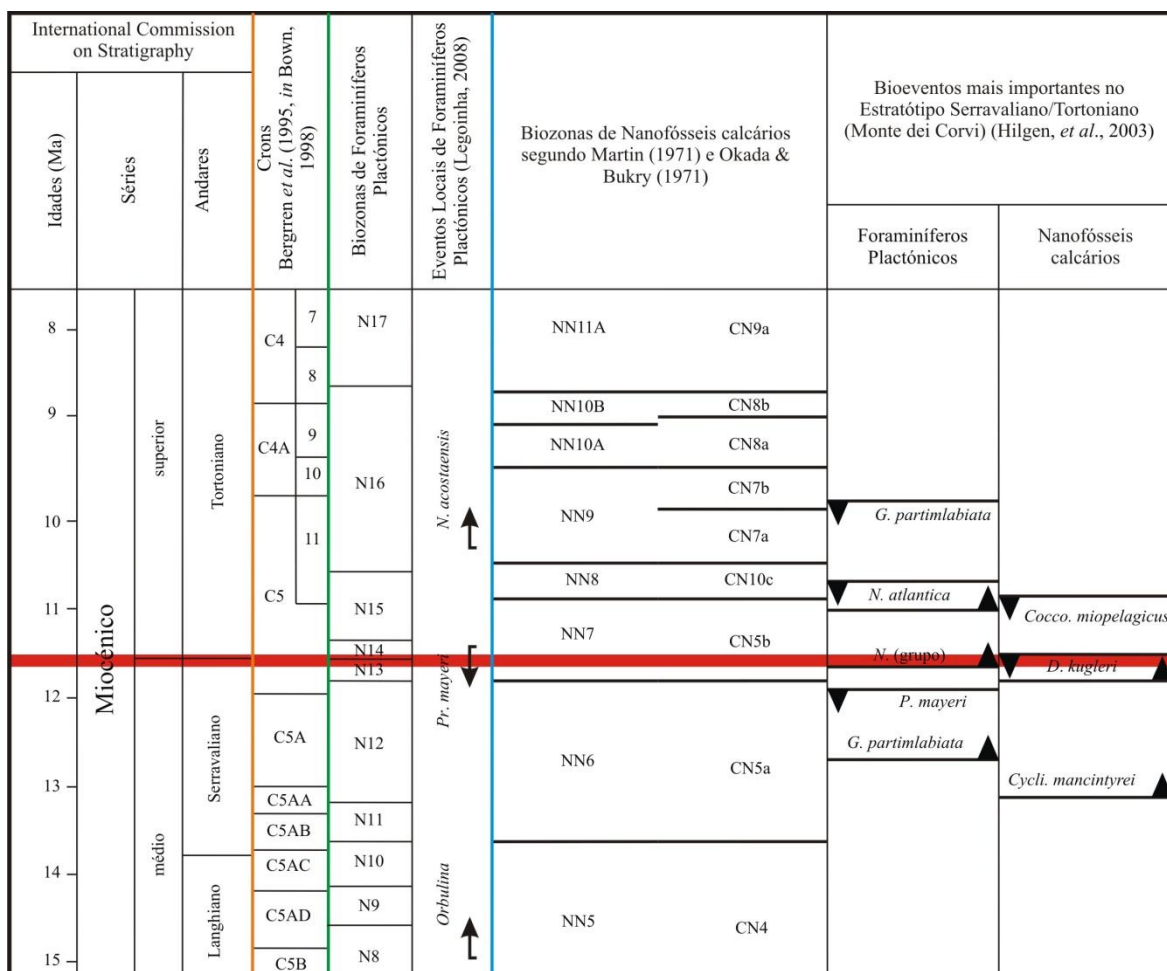 International Commission
on Stratigraphy
Idades (Ma)
Séries
Andares
Crons
Bergrren et al. (1995, in Bown,
1998)
Biozonas de Foraminíferos
Plactónicos
Eventos Locais de Foraminíferos
Plactónicos (Legoinha, 2008)
Biozonas de Nanofósseis calcários
segundo Martin (1971) e Okada &
Bukry (1971)
Bioeventos mais importantes no
Estratótipo Serravaliano/Tortoniano
(Monte dei Corvi) (Hilgen, et al., 2003)
Foraminíferos
Plactónicos
Nanofósseis
calcários
8
9
10
11
12
13
14
15
Miocénico
superior
médio
Tortoniano
Serravaliano
Langhiano
C4
7
8
C4A
9
10
C5
11
C5A
C5AA
C5AB
C5AC
C5AD
C5B
N17
N16
N15
N14
N13
N12
N11
N10
N9
N8
N. acostaensis
Pr. mayeri
Orbulina
NN11A
NN10B
NN10A
NN9
NN8
NN7
NN6
NN5
CN9a
CN8b
CN8a
CN7b
CN7a
CN10c
CN5b
CN5a
CN4
G. partimlabiata
N. atlantica
N. (grupo)
P. mayeri
G. partimlabiata
Cocco. miopelagicus
D. kugleri
Cycli. mancintyrei